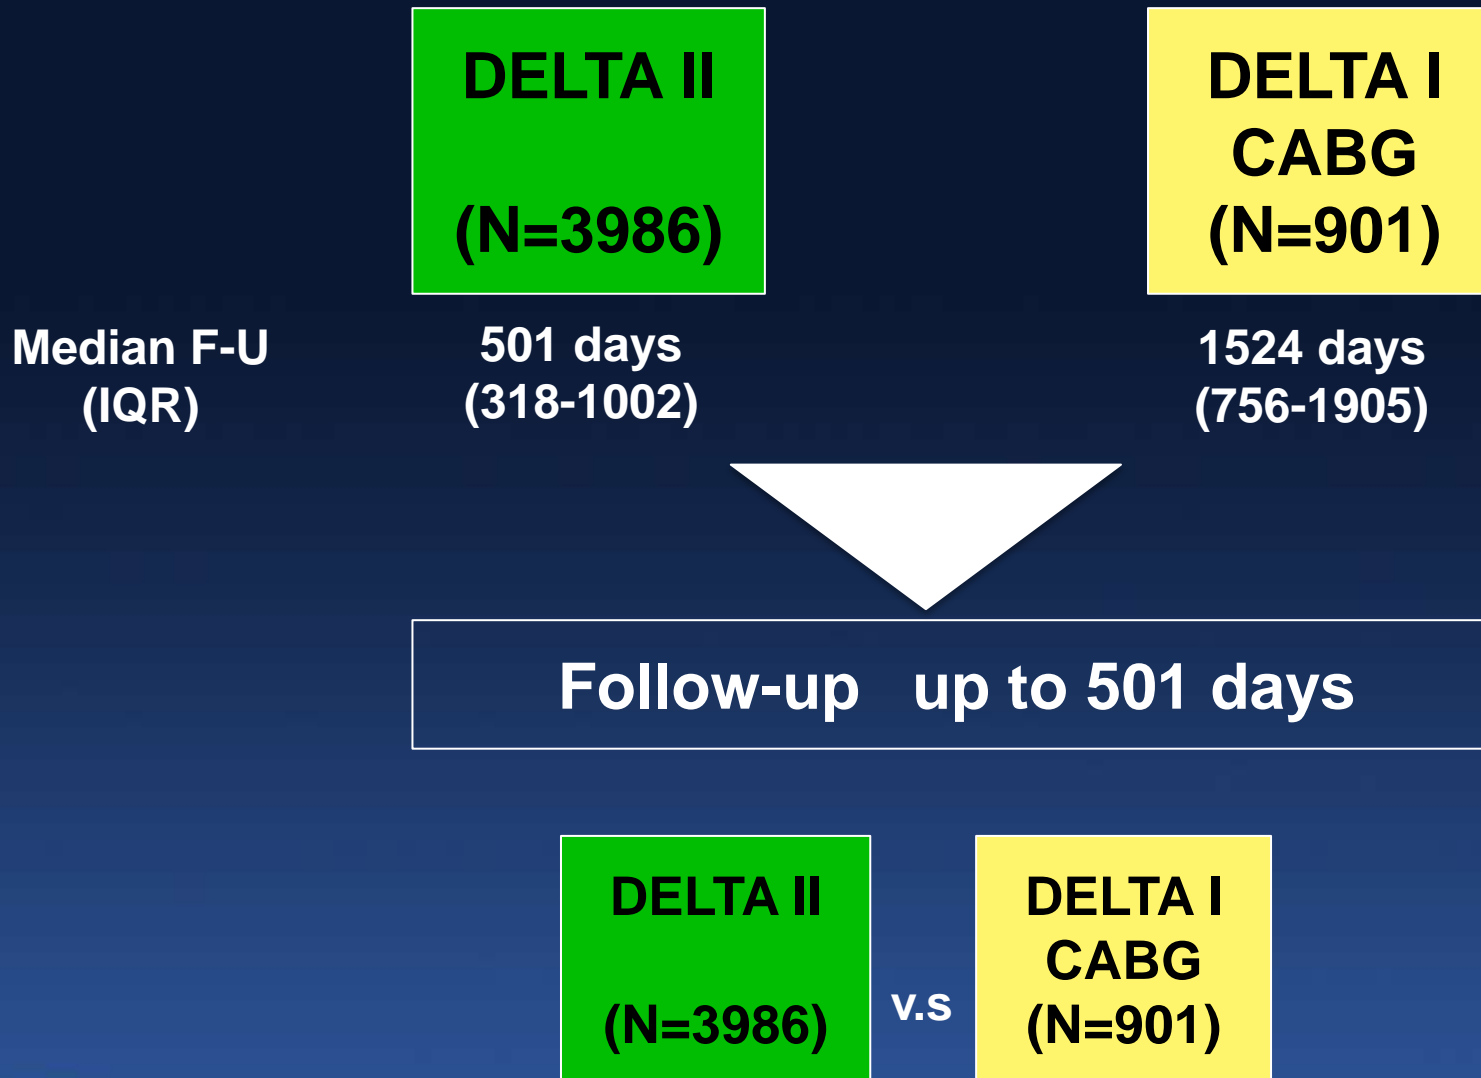 DELTA II
(N=3986)
DELTA I
CABG
(N=901)
Median F-U
(IQR)
501 days
(318-1002)
1524 days
(756-1905)
Follow-up up to 501 days
DELTA II
(N=3986)
v.s
DELTA I
CABG
(N=901)